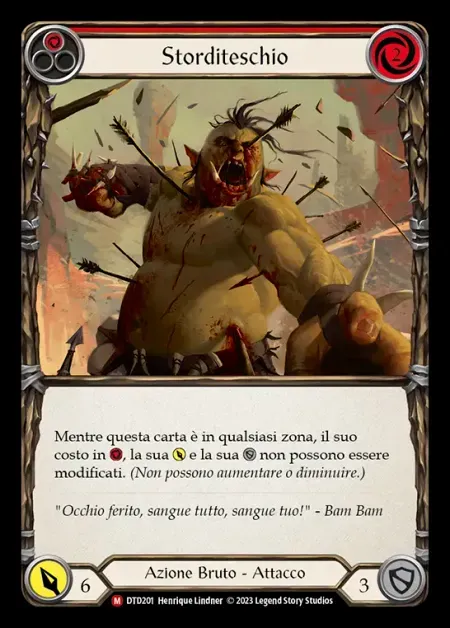 Storditeschio
2
Mentre questa carta è in qualsiasi zona, il suo
costo in , la sua e la sua non possono essere
modificati. (Non possono aumentare o diminuire.)
"Occhio ferito, sangue tutto, sangue tuo!" - Bam Bam
6
Azione Bruto - Attacco
3
M DTD201 Henrique Lindner © 2023 Legend Story Studios